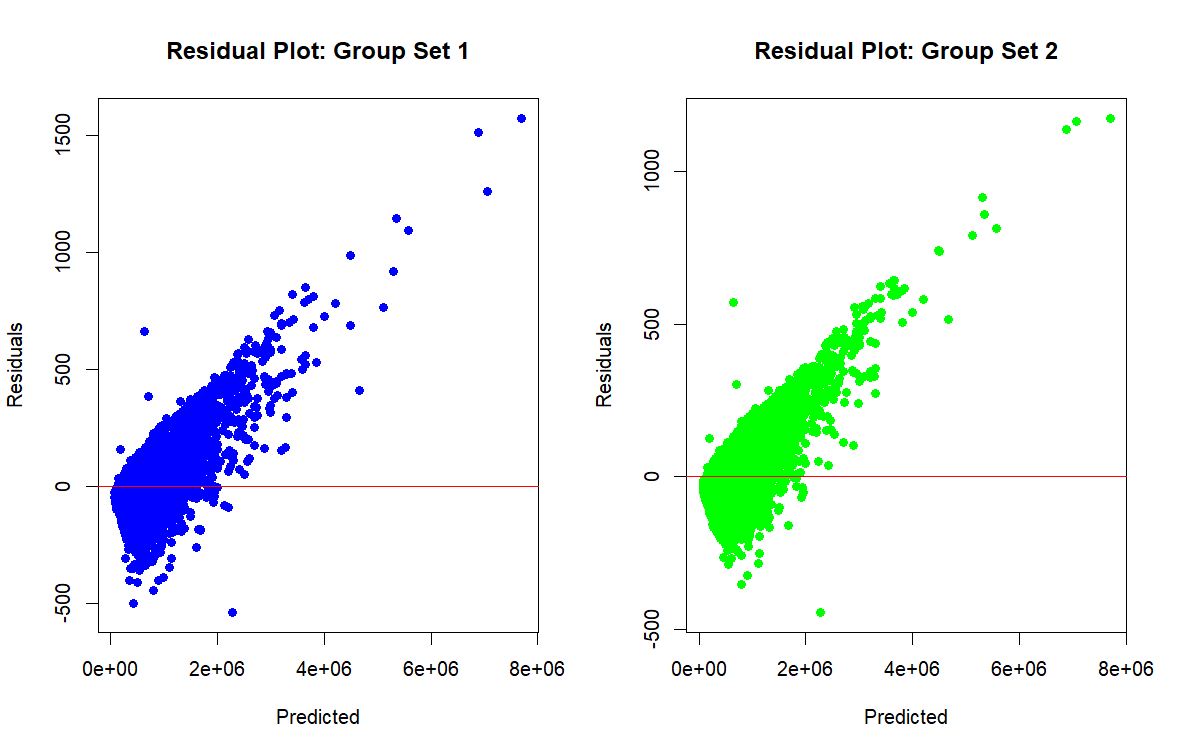 Residual Plot: Group Set 1
Residuals
1500
1000
500
0
-500
0e+00 2e+06 4e+06 6e+06 8e+06
Predicted
Residual Plot: Group Set 2
Residuals
1000
500
0
-500
0e+00 2e+06 4e+06 6e+06 8e+06
Predicted